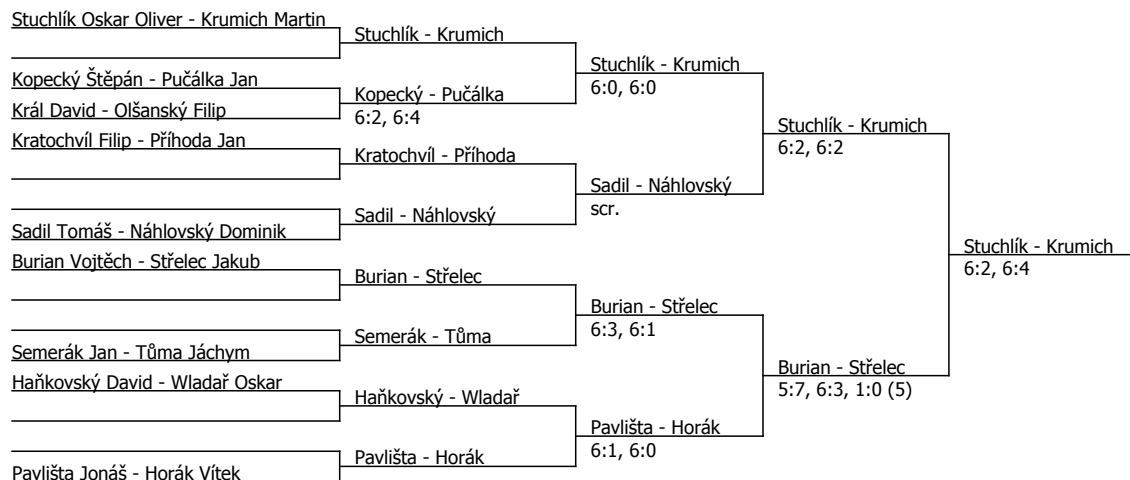 Stuchlík Oskar Oliver - Krumich Martin
Kopecký Štěpán - Pučálka Jan
Král David - Olšanský Filip
Kratochvíl Filip - Příhoda Jan
Sadil Tomáš - Náhlovský Dominik
Burian Vojtěch - Střelec Jakub
Semerák Jan - Tůma Jáchym
Haňkovský David - Wladař Oskar
Pavlišta Jonáš - Horák Vítek
Stuchlík - Krumich
Kopecký - Pučálka
6:2, 6:4
Kratochvíl - Příhoda
Sadil - Náhlovský
Burian - Střelec
Semerák - Tůma
Haňkovský - Wladař
Pavlišta - Horák
Stuchlík - Krumich
6:0, 6:0
Sadil - Náhlovský
scr.
Burian - Střelec
6:3, 6:1
Pavlišta - Horák
6:1, 6:0
Stuchlík - Krumich
6:2, 6:2
Burian - Střelec
5:7, 6:3, 1:0 (5)
Stuchlík - Krumich
6:2, 6:4